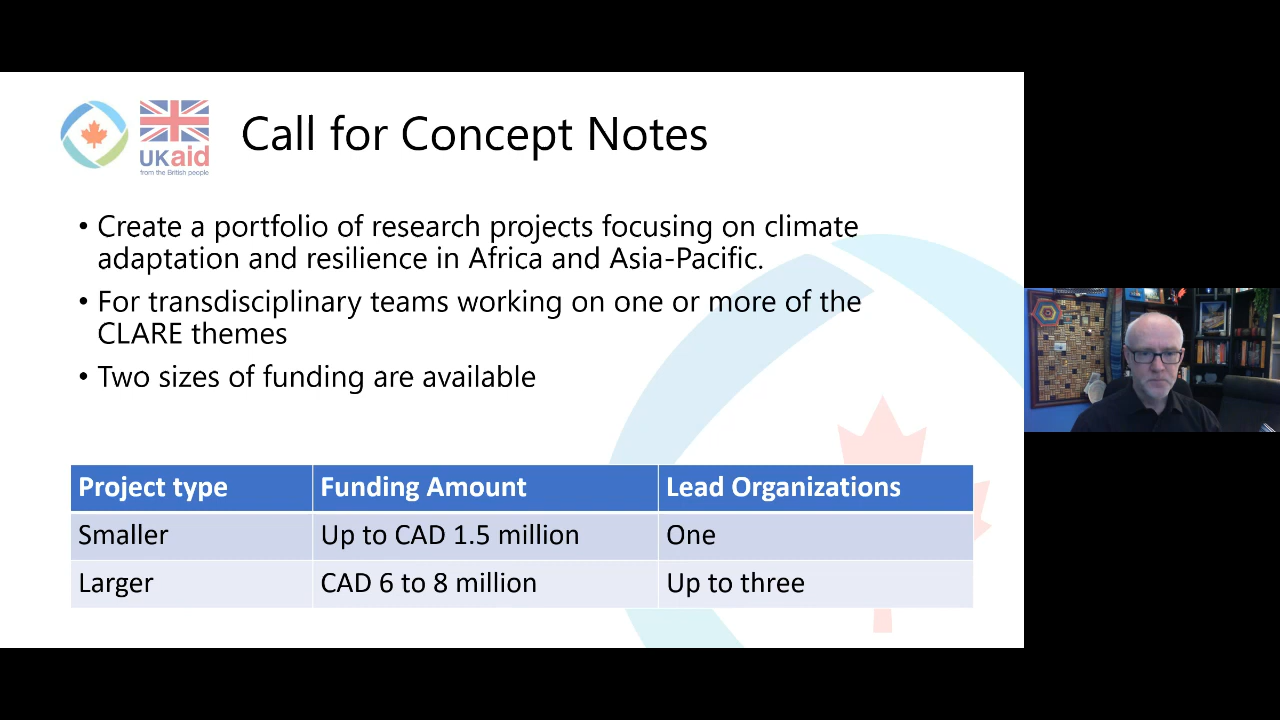 Call for Concept Notes
UKaid
from the British people
• Create a portfolio of research projects focusing on climate
adaptation and resilience in Africa and Asia-Pacific.
• For transdisciplinary teams working on one or more of the
CLARE themes
• Two sizes of funding are available
Project type Funding Amount Lead Organizations
Smaller Up to CAD 1.5 million One
Larger CAD 6 to 8 million Up to three